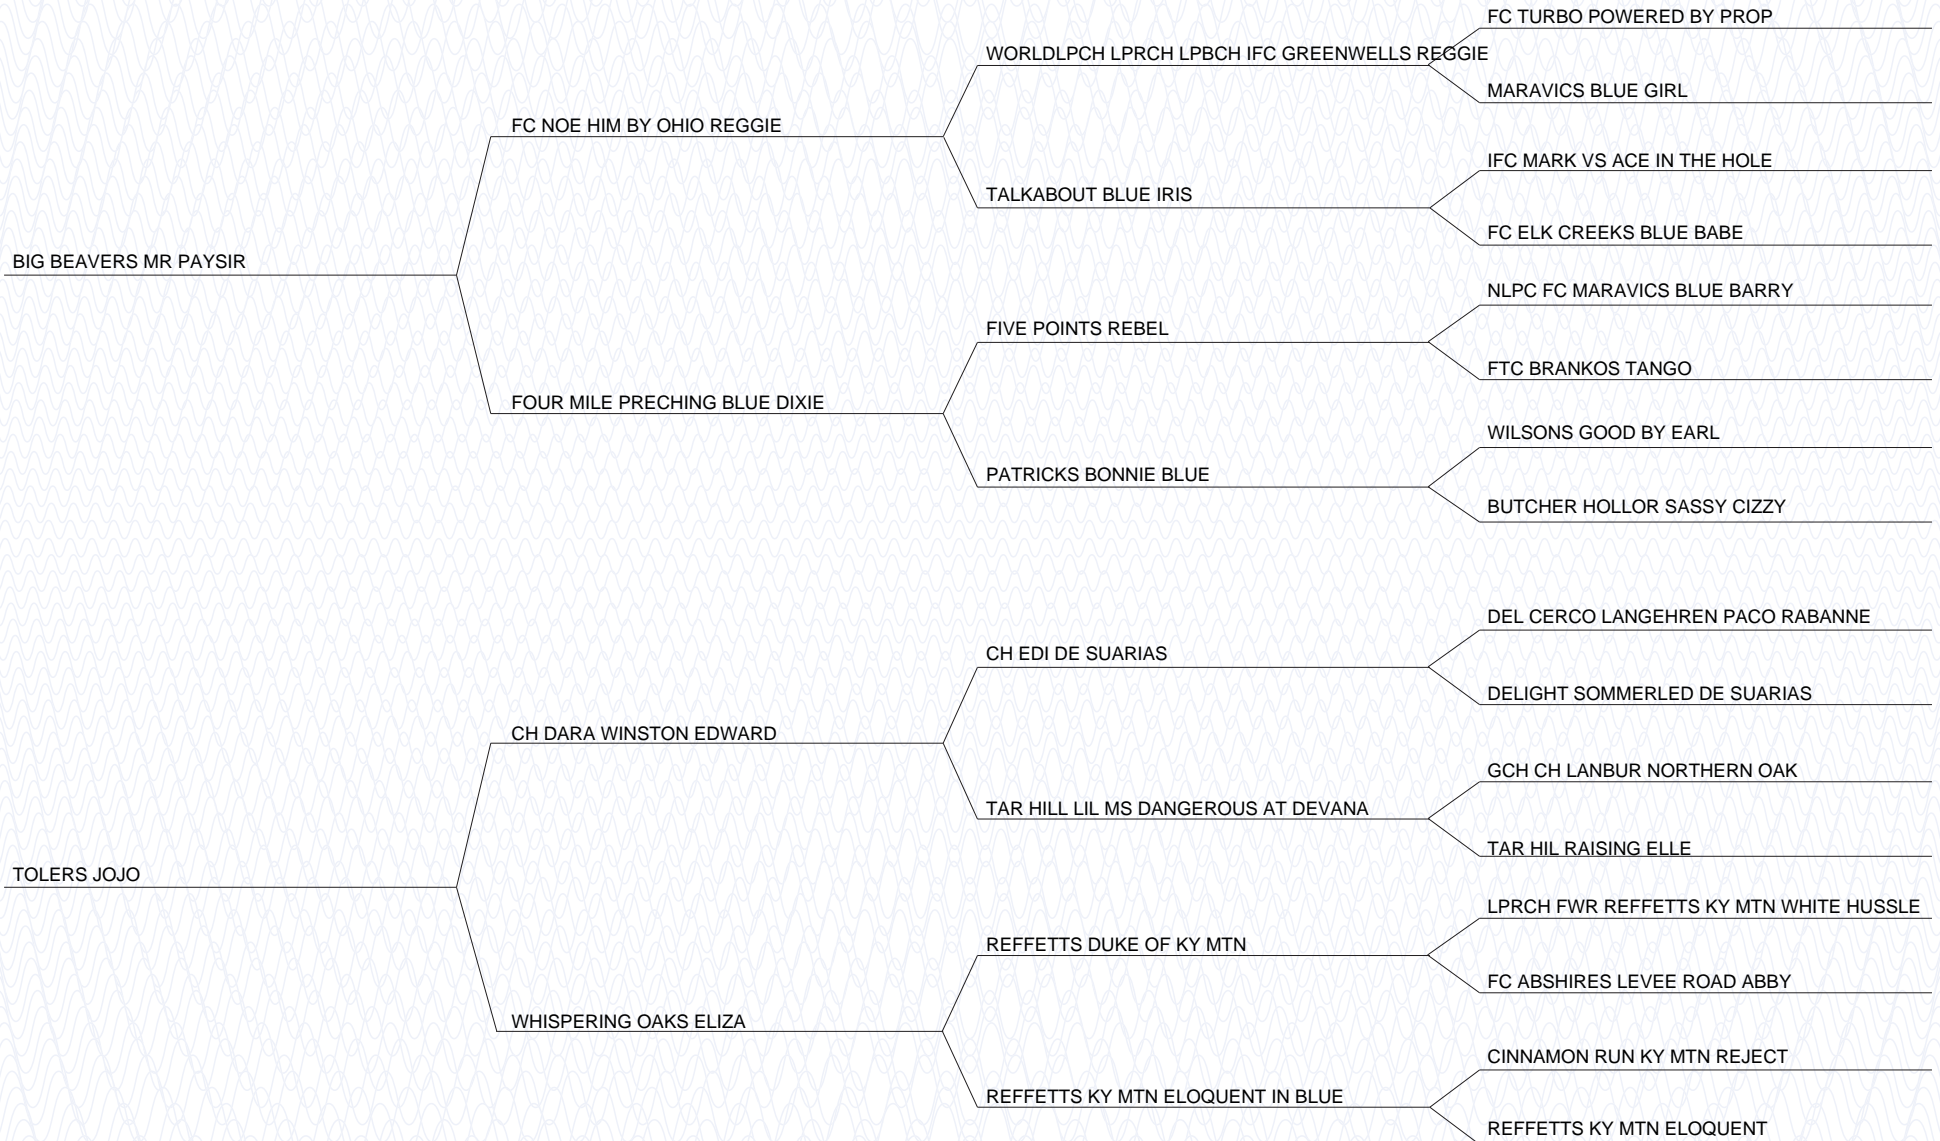 FC TURBO POWERED BY PROP
WORLDLPCH LPRCH LPBCH IFC GREENWELLS REGGIE
MARAVICS BLUE GIRL
FC NOE HIM BY OHIO REGGIE
IFC MARK VS ACE IN THE HOLE
TALKABOUT BLUE IRIS
FC ELK CREEKS BLUE BABE
BIG BEAVERS MR PAYSIR
NLPC FC MARAVICS BLUE BARRY
FIVE POINTS REBEL
FTC BRANKOS TANGO
FOUR MILE PRECHING BLUE DIXIE
WILSONS GOOD BY EARL
PATRICKS BONNIE BLUE
BUTCHER HOLLOR SASSY CIZZY
DEL CERCO LANGEHREN PACO RABANNE
CH EDI DE SUARIAS
DELIGHT SOMMERLED DE SUARIAS
CH DARA WINSTON EDWARD
GCH CH LANBUR NORTHERN OAK
TAR HILL LIL MS DANGEROUS AT DEVANA
TAR HIL RAISING ELLE
TOLERS JOJO
LPRCH FWR REFFETTS KY MTN WHITE HUSSLE
REFFETTS DUKE OF KY MTN
FC ABSHIRES LEVEE ROAD ABBY
WHISPERING OAKS ELIZA
CINNAMON RUN KY MTN REJECT
REFFETTS KY MTN ELOQUENT IN BLUE
REFFETTS KY MTN ELOQUENT